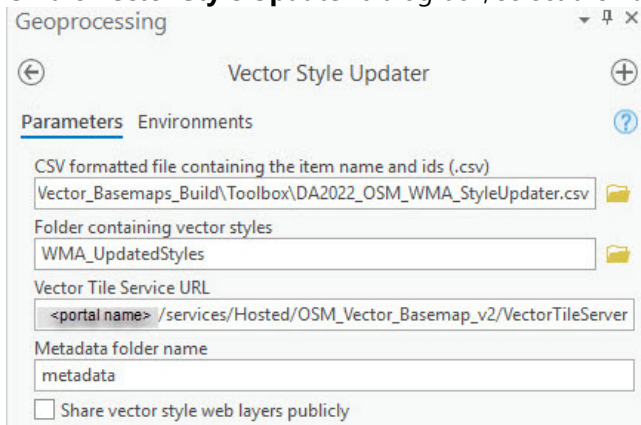 Geoprocessing
Vector Style Updater
Parameters Environments
CSV formatted file containing the item name and ids (.csv)
Vector_Basemaps_Build\Toolbox\DA2022_OSM_WMA_StyleUpdater.csv
Folder containing vector styles
WMA_UpdatedStyles
Vector Tile Service URL
<portal name> /services/Hosted/OSM_Vector_Basemap_v2/VectorTileServer
Metadata folder name
metadata
Share vector style web layers publicly